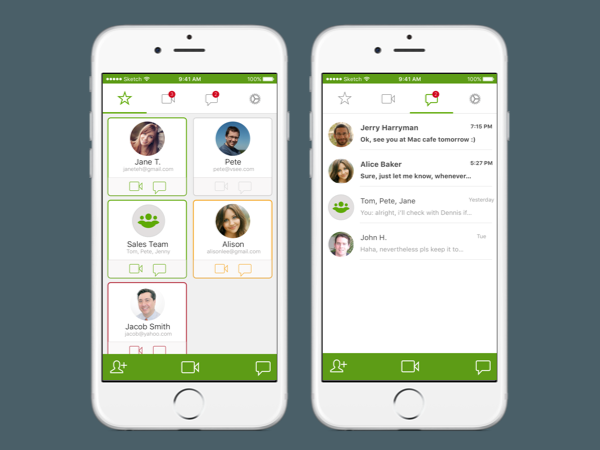 Sketch 9:41 AM 100%
3 2
Jane T. Pete
janeteh@gmail.com pete@vsee.com
Sales Team Alison
Tom, Pete, Jenny alisonlee@gmail.com
Jacob Smith
jacob@yahoo.com
Sketch 9:41 AM 100%
2
Jerry Harryman 7:15 PM
Ok, see you at Mac cafe tomorrow :)
Alice Baker 5:27 PM
Sure, just let me know, whenever...
Tom, Pete, Jane Yesterday
You: alright, i'll check with Dennis if...
John H. Tue
Haha, nevertheless pls keep it to...